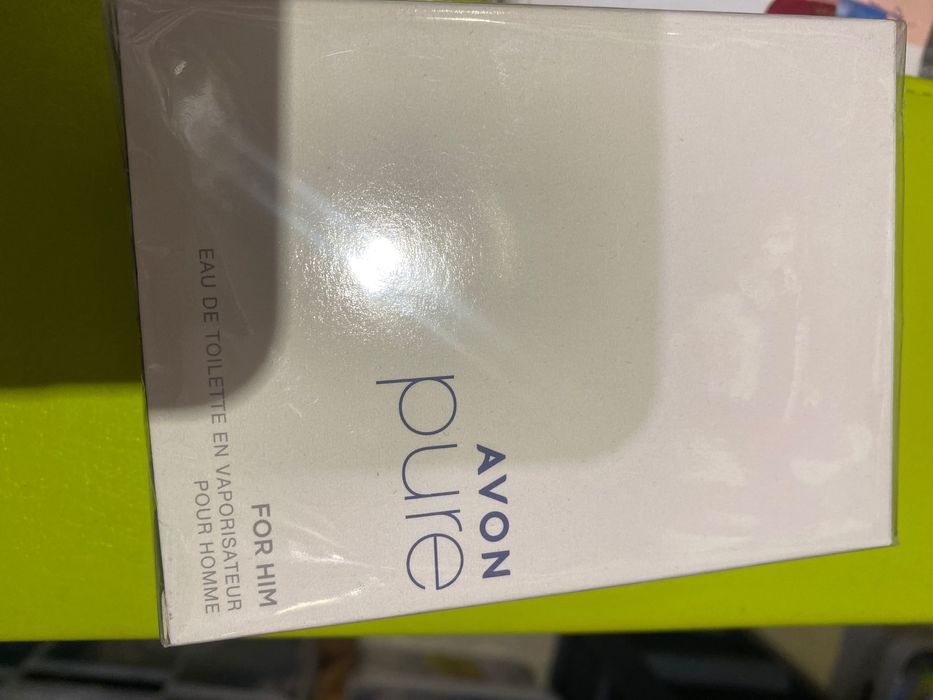 AVON
pure
FOR HIM
EAU DE TOILETTE EN VAPORISATEUR
POUR HOMME